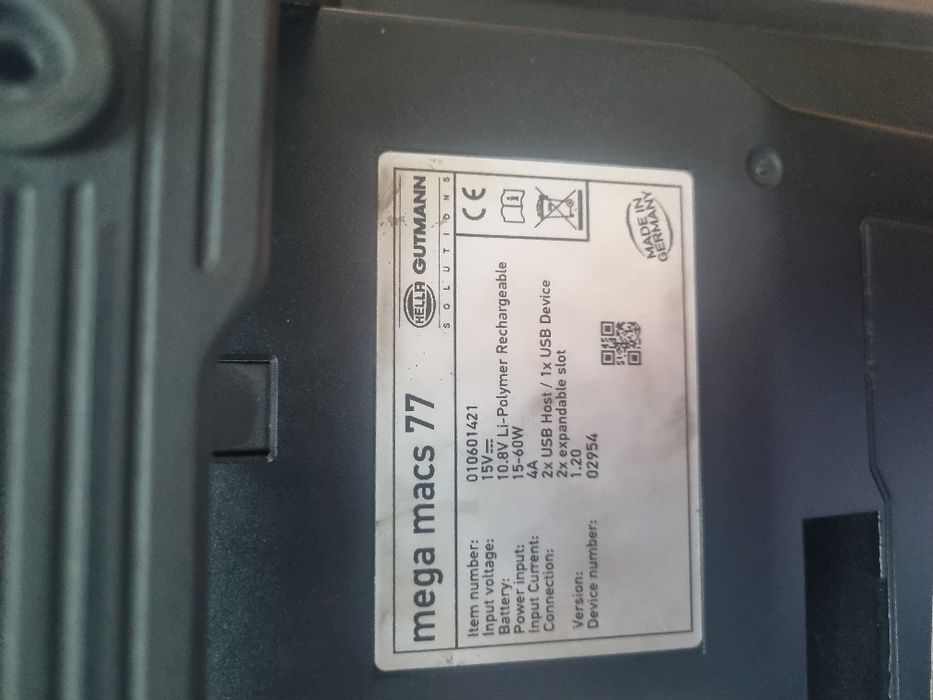 mega macs 77
HELLA GUTMANN
SOLUTIONS
Item number: 010601421
Input voltage: 15V⎓
Battery: 10.8V Li-Polymer Rechargeable
Power input: 15-60W
Input Current: 4A
Connection: 2x USB Host / 1x USB Device
2x expandable slot
Version: 1.20
Device number: 02954
CE
MADE IN
GERMANY